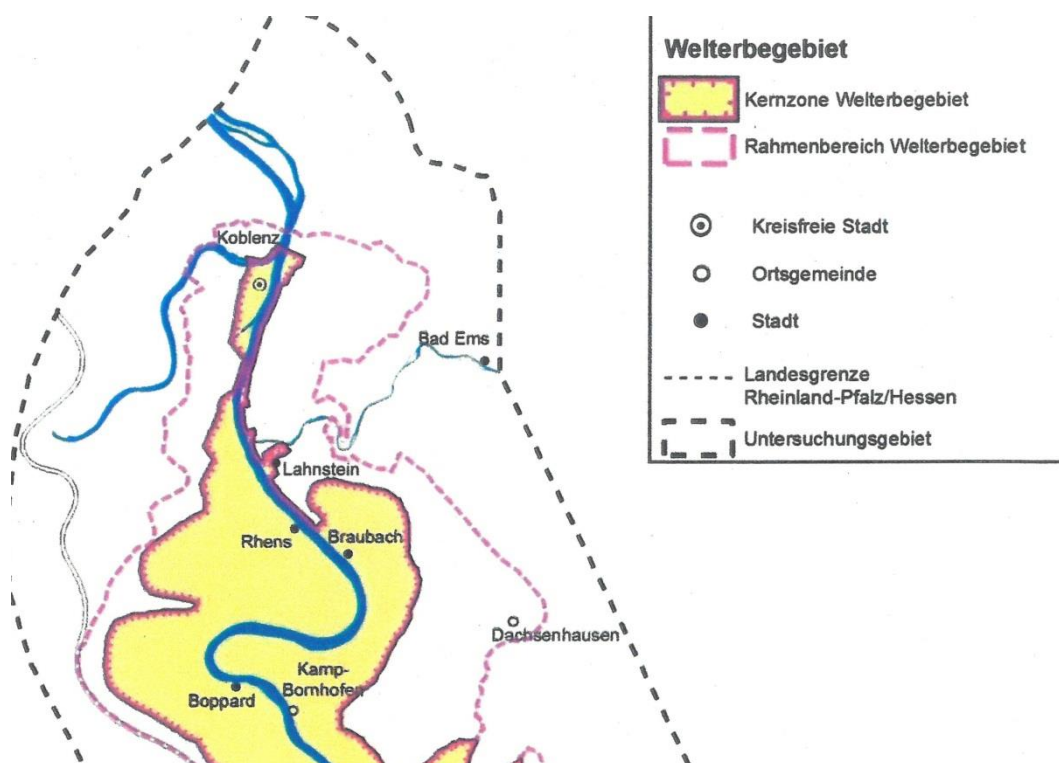 Welterbegebiet
Kernzone Welterbegebiet
Rahmenbereich Welterbegebiet
Kreisfreie Stadt
Ortsgemeinde
Stadt
Landesgrenze
Rheinland-Pfalz/Hessen
Untersuchungsgebiet
Koblenz
Bad Ems
Lahnstein
Rhens
Braubach
Dachsenhausen
Kamp-
Bornhofen
Boppard